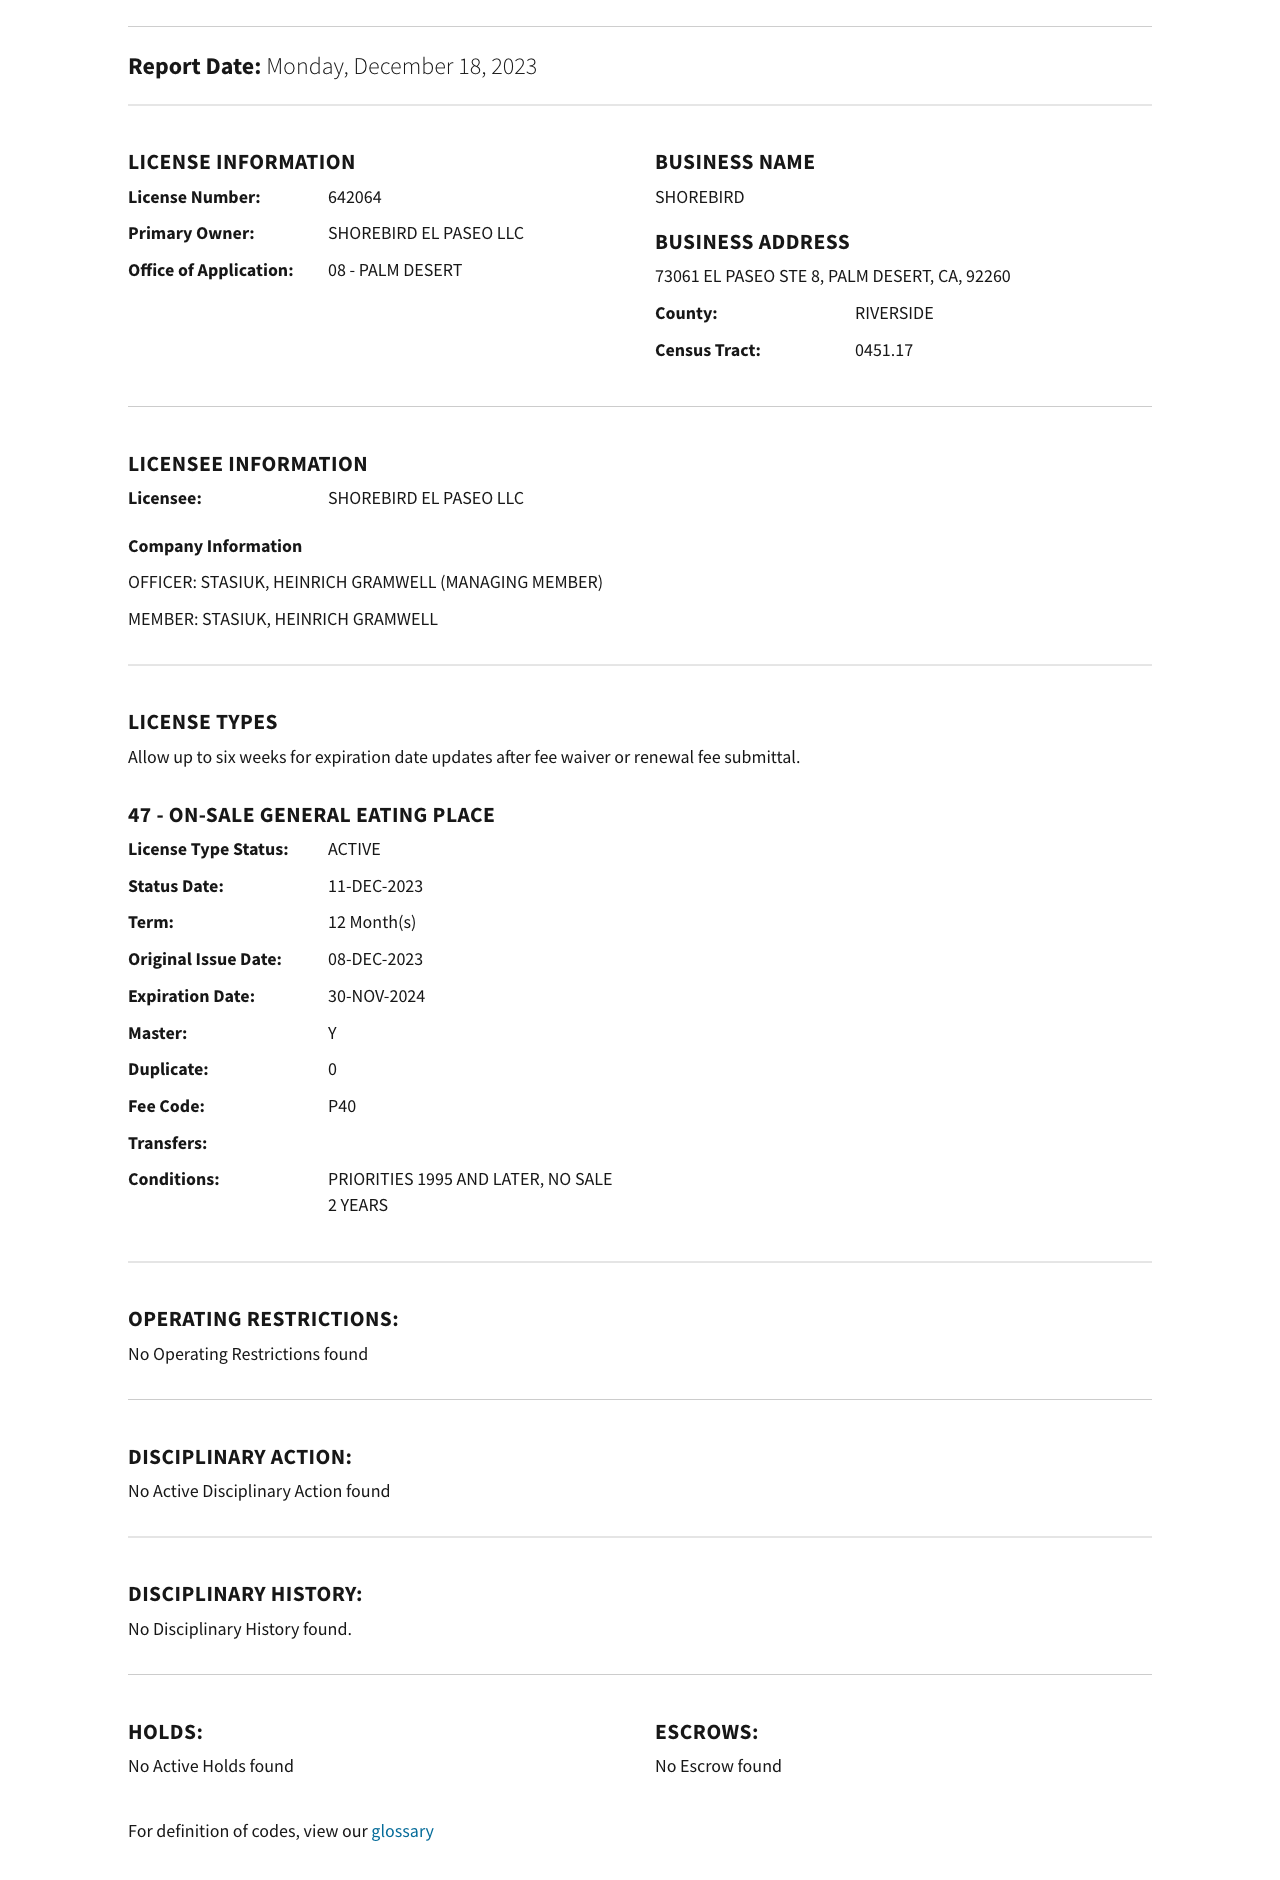 Report Date: Monday, December 18, 2023
LICENSE INFORMATION
License Number: 642064
Primary Owner: SHOREBIRD EL PASEO LLC
Office of Application: 08 - PALM DESERT
BUSINESS NAME
SHOREBIRD
BUSINESS ADDRESS
73061 EL PASEO STE 8, PALM DESERT, CA, 92260
County: RIVERSIDE
Census Tract: 0451.17
LICENSEE INFORMATION
Licensee: SHOREBIRD EL PASEO LLC
Company Information
OFFICER: STASIUK, HEINRICH GRAMWELL (MANAGING MEMBER)
MEMBER: STASIUK, HEINRICH GRAMWELL
LICENSE TYPES
Allow up to six weeks for expiration date updates after fee waiver or renewal fee submittal.
47 - ON-SALE GENERAL EATING PLACE
License Type Status: ACTIVE
Status Date: 11-DEC-2023
Term: 12 Month(s)
Original Issue Date: 08-DEC-2023
Expiration Date: 30-NOV-2024
Master: Y
Duplicate: 0
Fee Code: P40
Transfers:
Conditions: PRIORITIES 1995 AND LATER, NO SALE
2 YEARS
OPERATING RESTRICTIONS:
No Operating Restrictions found
DISCIPLINARY ACTION:
No Active Disciplinary Action found
DISCIPLINARY HISTORY:
No Disciplinary History found.
HOLDS:
No Active Holds found
ESCROWS:
No Escrow found
For definition of codes, view our glossary